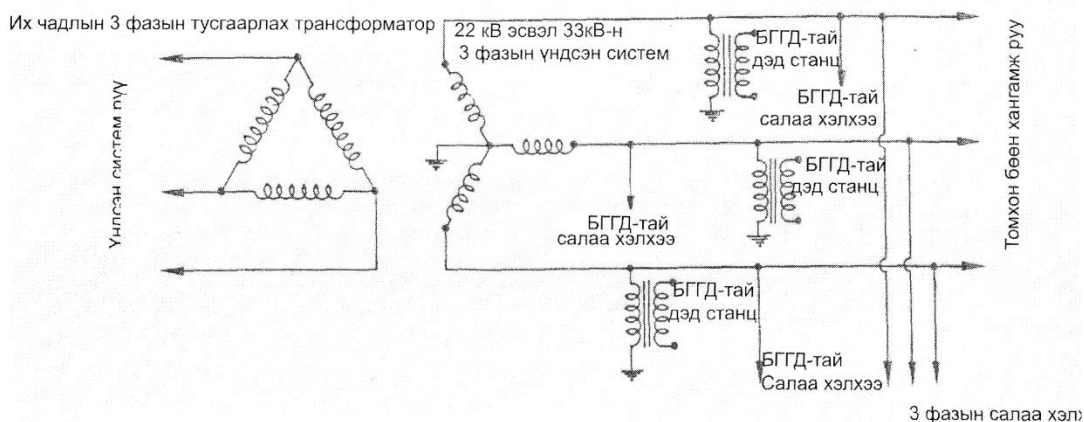 Их чадлын 3 фазын тусгаарлах трансформатор
22 кВ эсвэл 33кВ-н
3 фазын үндсэн систем
БГГД-тай
дэд станц
БГГД-тай
салаа хэлхээ
Үндсэн систем рүү
БГГД-тай
дэд станц
БГГД-тай
салаа хэлхээ
Томхон бөөн хангамж руу
БГГД-тай
дэд станц
БГГД-тай
Салаа хэлхээ
3 фазын салаа хэлх